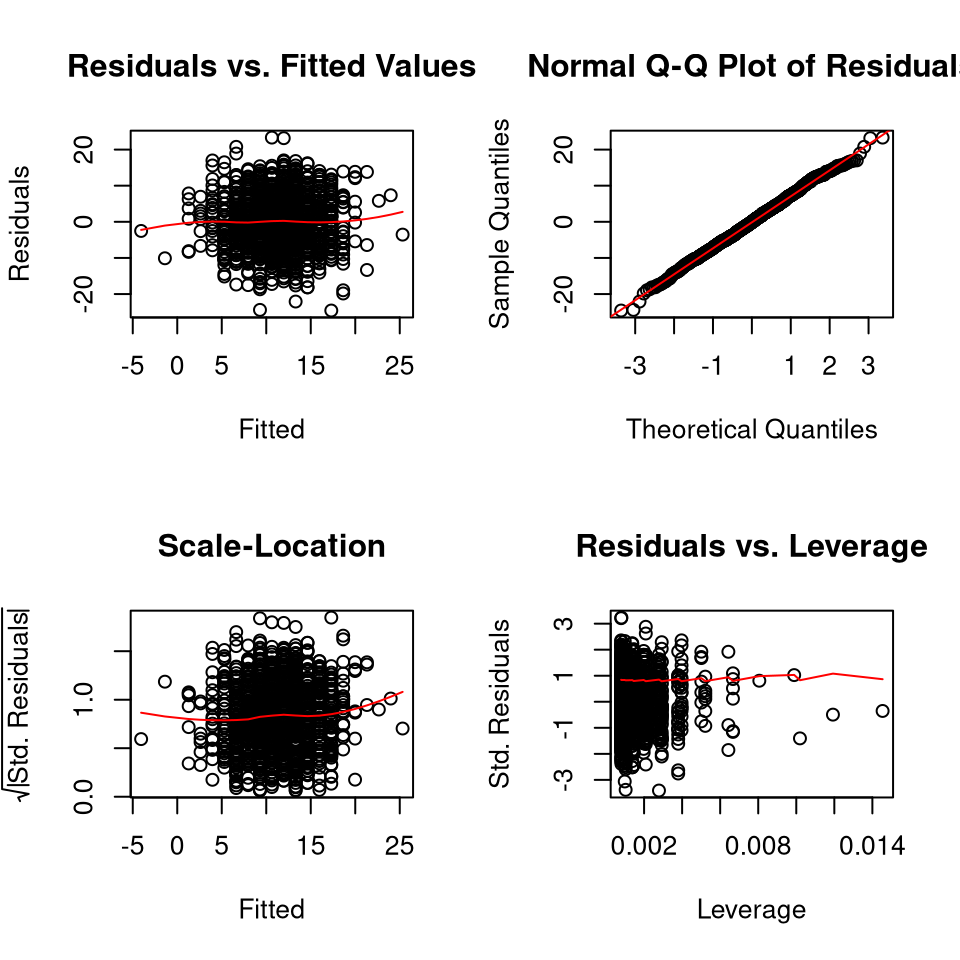 Residuals vs. Fitted Values
Residuals
20
0
-20
-5 0 5 15 25
Fitted
Normal Q-Q Plot of Residuals
Sample Quantiles
20
0
-20
-3 -1 1 2 3
Theoretical Quantiles
Scale-Location
√|Std. Residuals|
1.0
0.0
-5 0 5 15 25
Fitted
Residuals vs. Leverage
Std. Residuals
3
1
-1
-3
0.002 0.008 0.014
Leverage